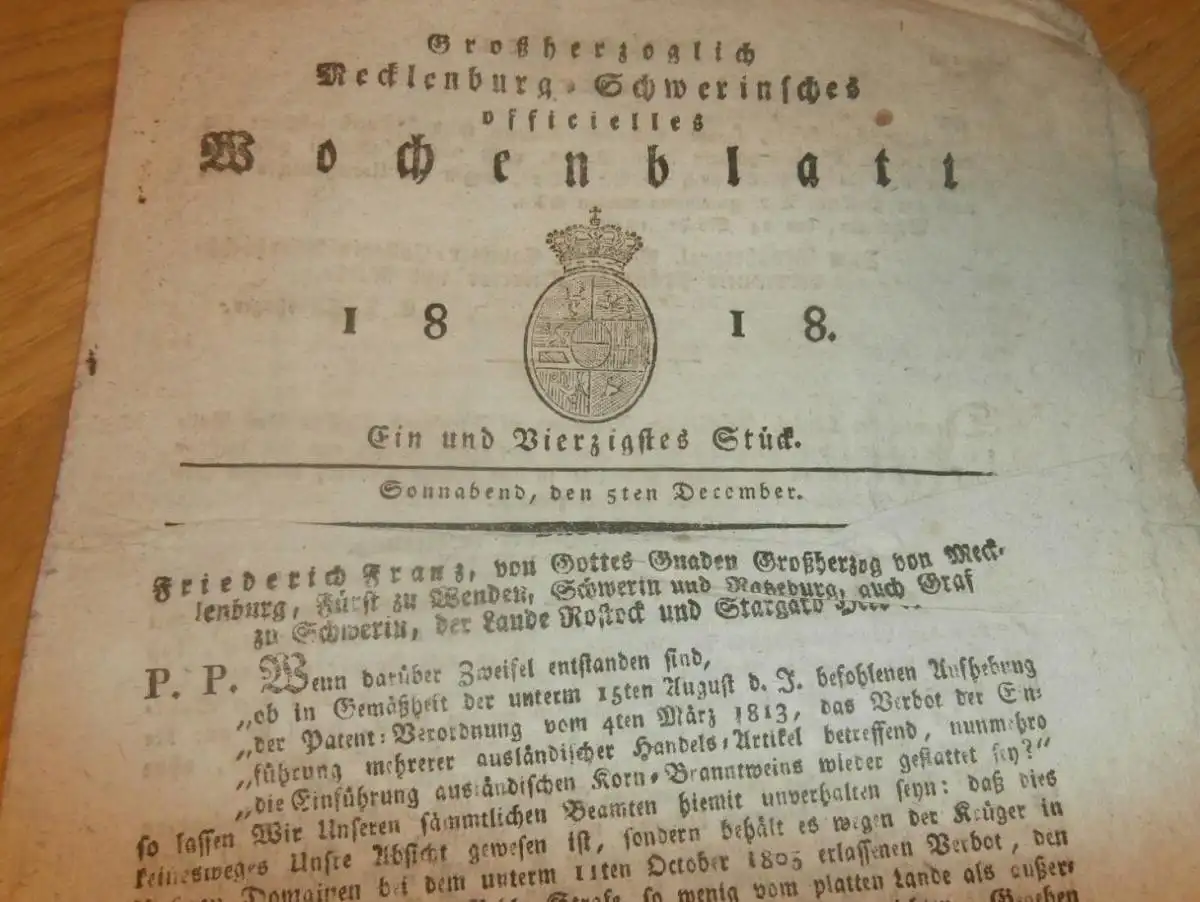 Großherzoglich
Mecklenburg-Schwerinsches
officielles
Wochenblatt
1818.
Ein und Vierzigstes Stück.
Sonnabend, den 5ten December.
Friederich Franz, von Gottes Gnaden Großherzog von Meck-
lenburg, Fürst zu Wenden, Schwerin und Ratzeburg, auch Graf
zu Schwerin, der Lande Rostock und Stargard
P. P. Wenn darüber Zweifel entstanden sind,
„ob in Gemäßheit der unterm 15ten August d. J. befohlenen Aufhebung
„der Patent-Verordnung vom 4ten März 1813, das Verbot der Ein-
„führung mehrerer ausländischer Handels-Artikel betreffend, nunmehro
„die Einführung ausländischen Korn-Branntweins wieder gestattet sey?“
so lassen Wir Unseren sämmtlichen Beamten hiemit unverhalten seyn: daß dies
keinesweges Unsre Absicht gewesen ist, sondern behält es wegen der Krüger in
Domainen bei dem unterm 11ten October 1805 erlassenen Verbot, den
Strafe, so wenig vom platten Lande als außer-
Gegeben